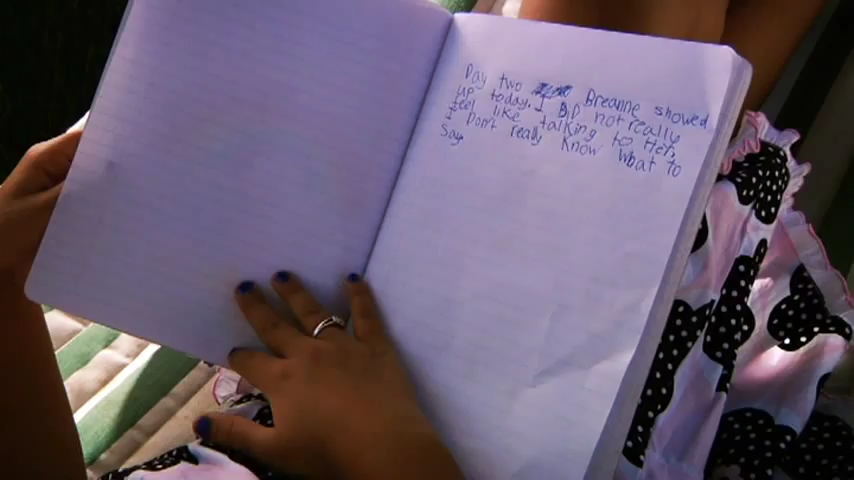 Day two Breanne showed
up today. I DiD not really
feel like talking to Her,
I Don't really know what to
say